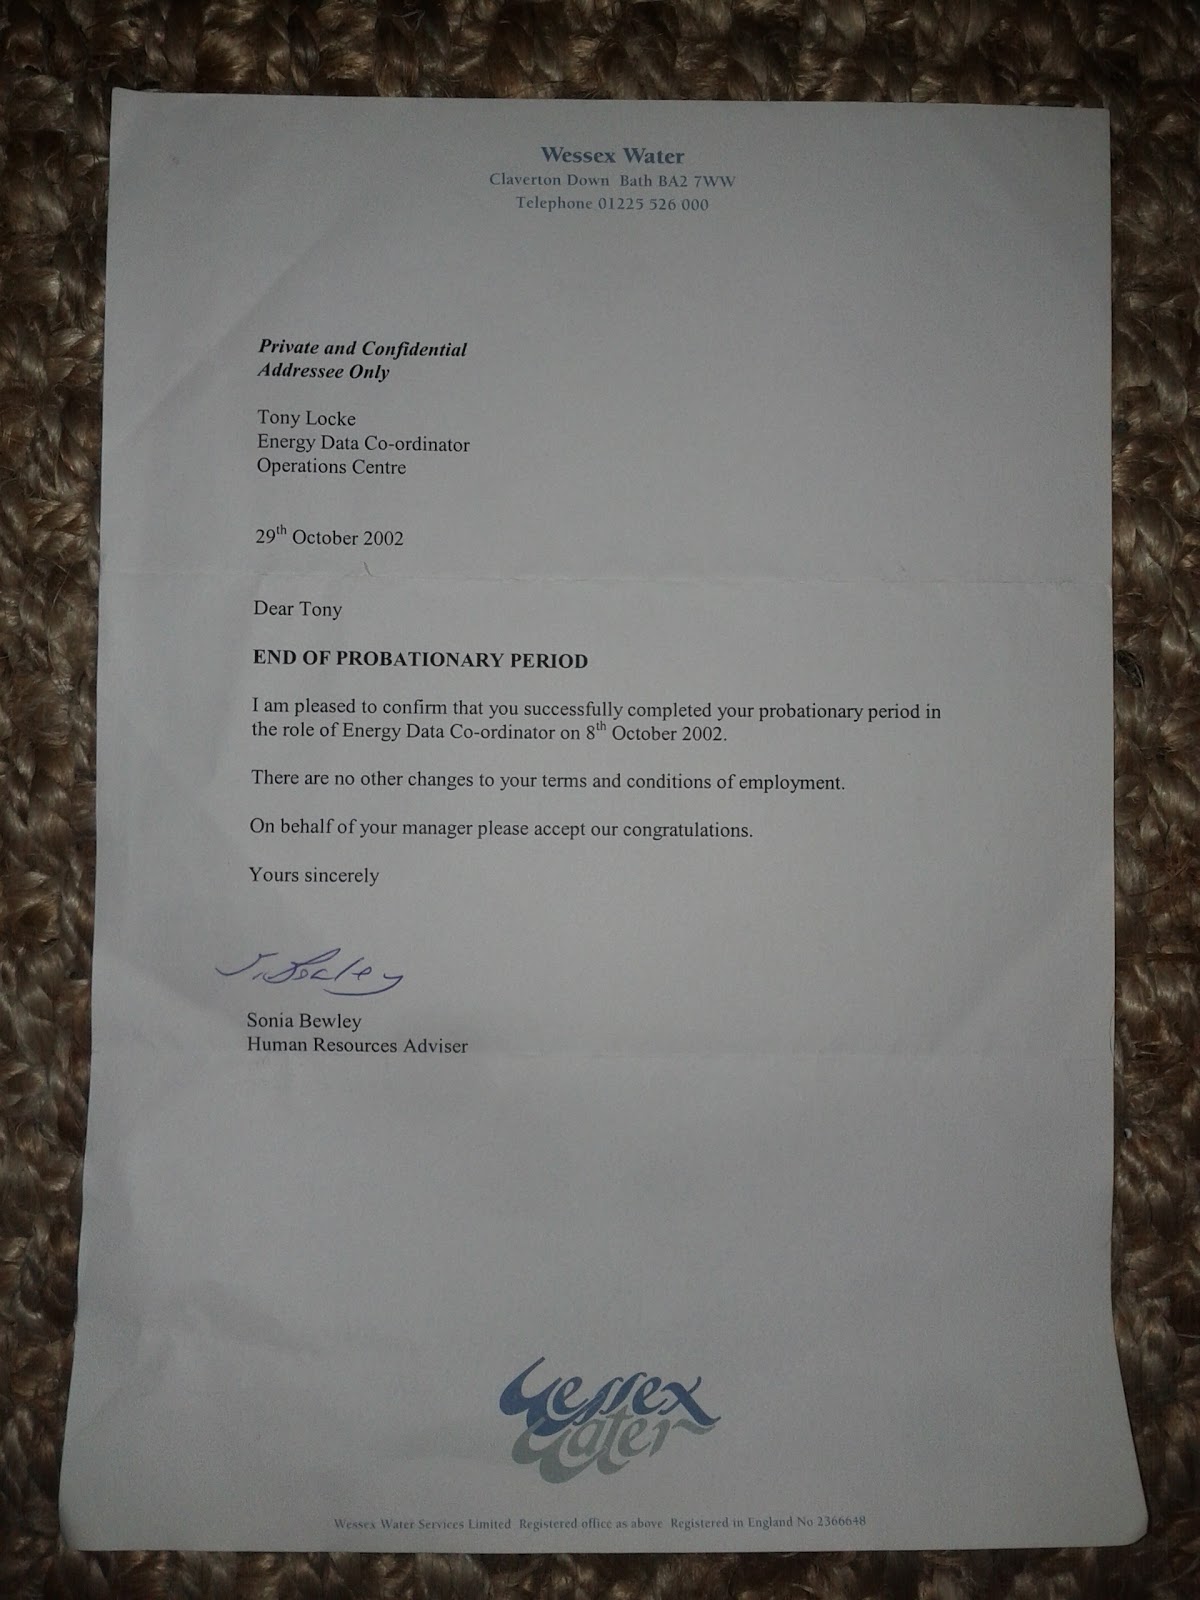 Wessex Water
Claverton Down Bath BA2 7WW
Telephone 01225 526 000
Private and Confidential
Addressee Only
Tony Locke
Energy Data Co-ordinator
Operations Centre
29th October 2002
Dear Tony
END OF PROBATIONARY PERIOD
I am pleased to confirm that you successfully completed your probationary period in
the role of Energy Data Co-ordinator on 8th October 2002.
There are no other changes to your terms and conditions of employment.
On behalf of your manager please accept our congratulations.
Yours sincerely
S. Bewley
Sonia Bewley
Human Resources Adviser
Wessex
Water
Wessex Water Services Limited Registered office as above Registered in England No 2366648